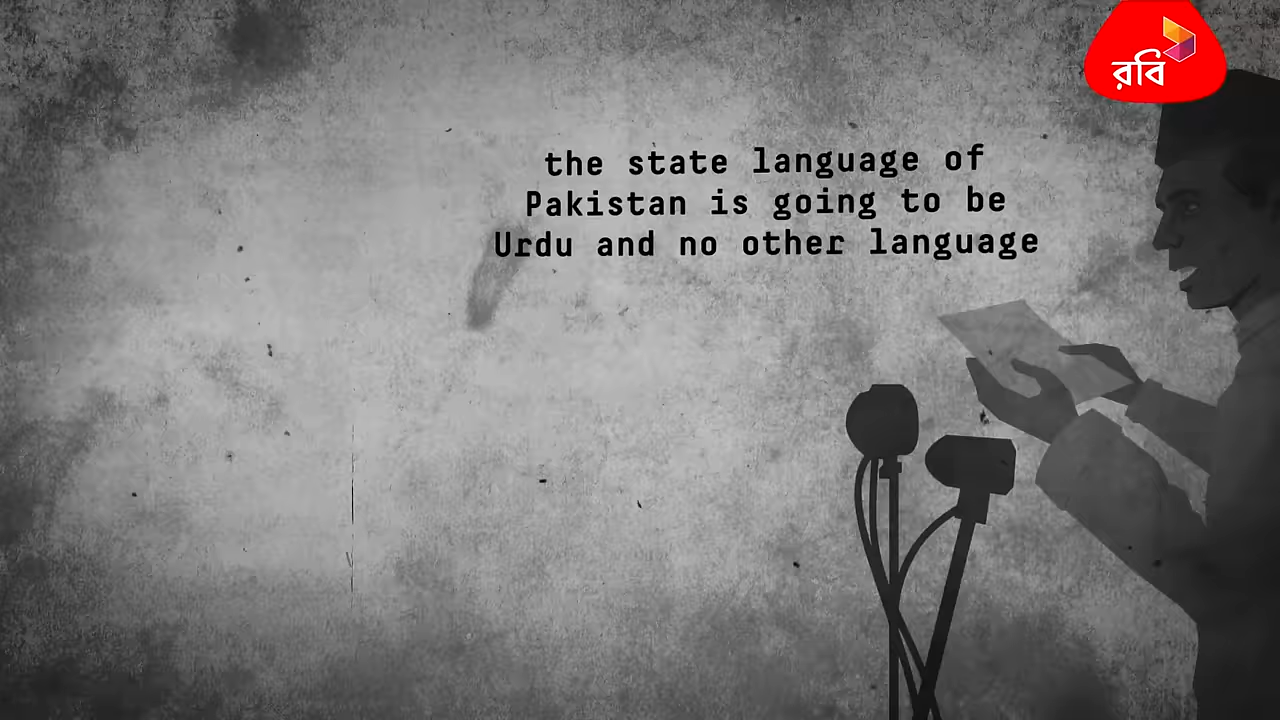 রবি
the state language of
Pakistan is going to be
Urdu and no other language